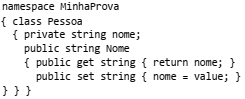 namespace MinhaProva
{ class Pessoa
{ private string nome;
public string Nome
{ public get string { return nome; }
public set string { nome = value; }
} } }